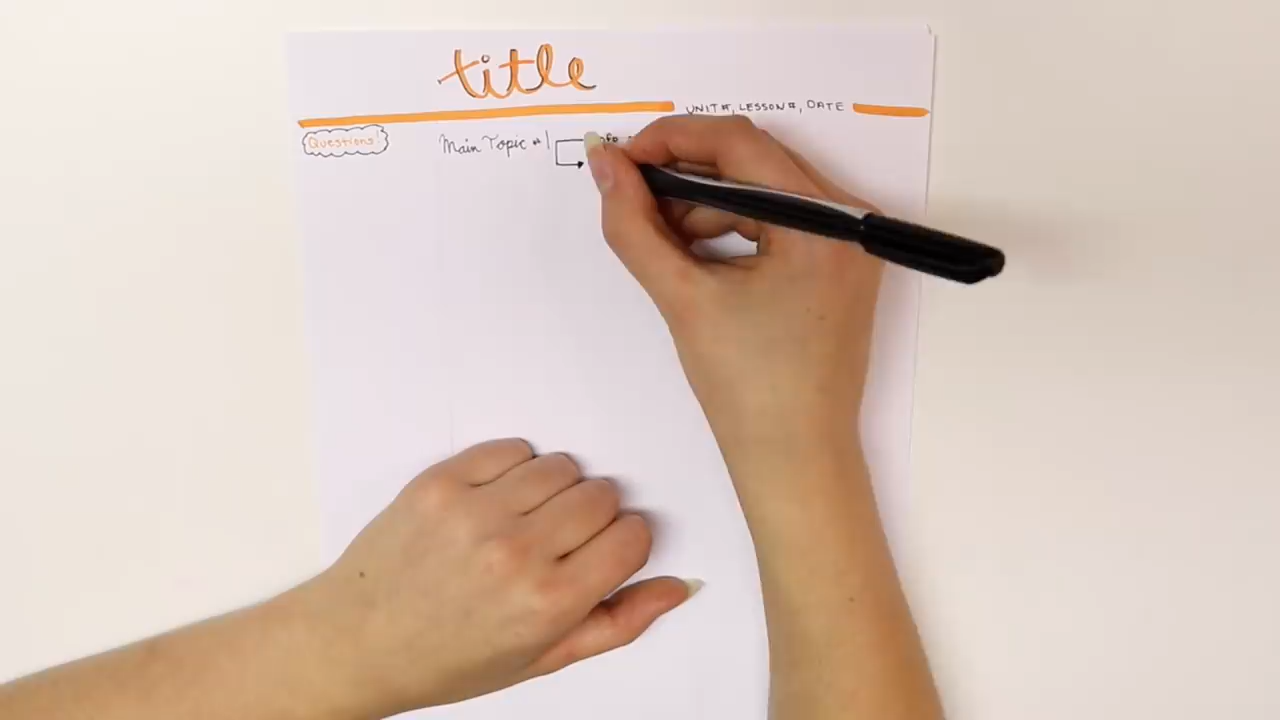 title
UNIT #, LESSON #, DATE
Questions!
Main Topic #1